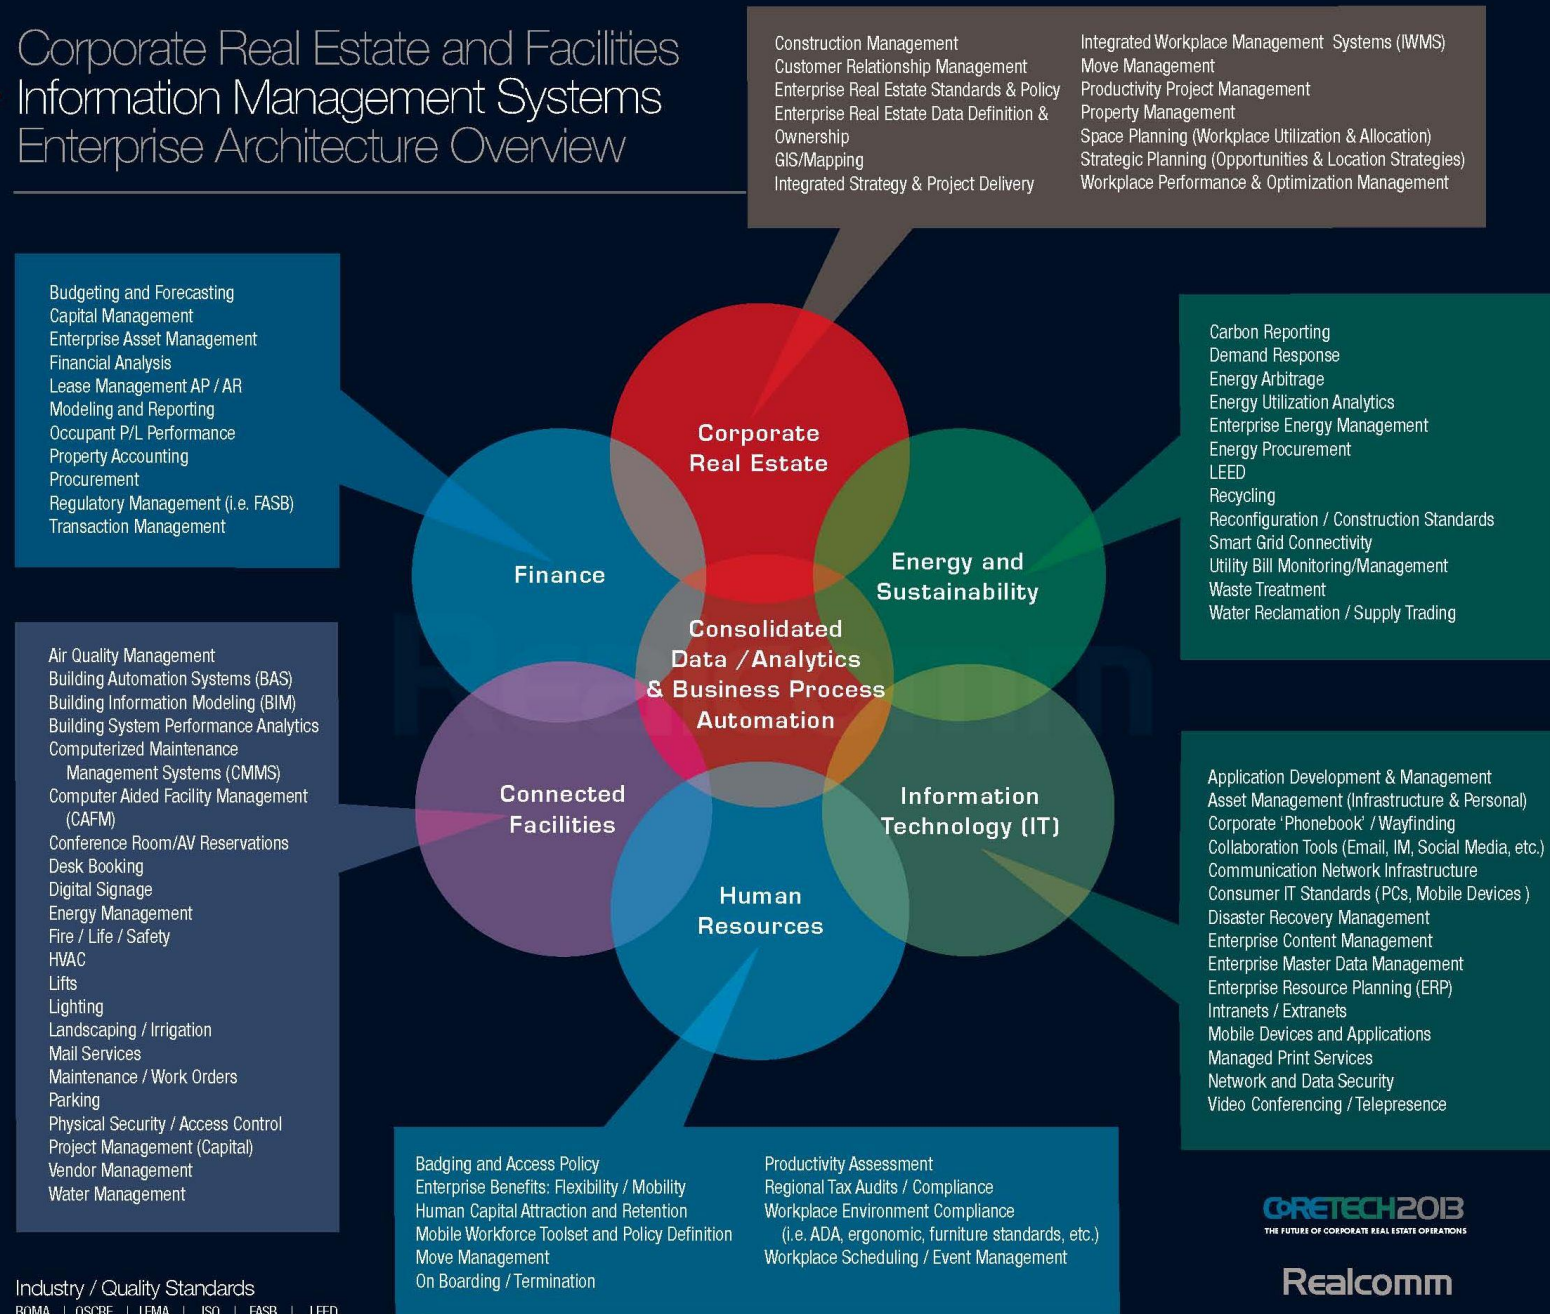 Corporate Real Estate and Facilities
Information Management Systems
Enterprise Architecture Overview
Construction Management
Customer Relationship Management
Enterprise Real Estate Standards & Policy
Enterprise Real Estate Data Definition &
Ownership
GIS/Mapping
Integrated Strategy & Project Delivery
Integrated Workplace Management Systems (IWMS)
Move Management
Productivity Project Management
Property Management
Space Planning (Workplace Utilization & Allocation)
Strategic Planning (Opportunities & Location Strategies)
Workplace Performance & Optimization Management
Budgeting and Forecasting
Capital Management
Enterprise Asset Management
Financial Analysis
Lease Management AP / AR
Modeling and Reporting
Occupant P/L Performance
Property Accounting
Procurement
Regulatory Management (i.e. FASB)
Transaction Management
Corporate
Real Estate
Finance
Energy and
Sustainability
Consolidated
Data / Analytics
& Business Process
Automation
Connected
Facilities
Information
Technology (IT)
Human
Resources
Realcomm
Carbon Reporting
Demand Response
Energy Arbitrage
Energy Utilization Analytics
Enterprise Energy Management
Energy Procurement
LEED
Recycling
Reconfiguration / Construction Standards
Smart Grid Connectivity
Utility Bill Monitoring/Management
Waste Treatment
Water Reclamation / Supply Trading
Air Quality Management
Building Automation Systems (BAS)
Building Information Modeling (BIM)
Building System Performance Analytics
Computerized Maintenance
Management Systems (CMMS)
Computer Aided Facility Management
(CAFM)
Conference Room/AV Reservations
Desk Booking
Digital Signage
Energy Management
Fire / Life / Safety
HVAC
Lifts
Lighting
Landscaping / Irrigation
Mail Services
Maintenance / Work Orders
Parking
Physical Security / Access Control
Project Management (Capital)
Vendor Management
Water Management
Application Development & Management
Asset Management (Infrastructure & Personal)
Corporate 'Phonebook' / Wayfinding
Collaboration Tools (Email, IM, Social Media, etc.)
Communication Network Infrastructure
Consumer IT Standards ( PCs, Mobile Devices )
Disaster Recovery Management
Enterprise Content Management
Enterprise Master Data Management
Enterprise Resource Planning (ERP)
Intranets / Extranets
Mobile Devices and Applications
Managed Print Services
Network and Data Security
Video Conferencing / Telepresence
Badging and Access Policy
Enterprise Benefits: Flexibility / Mobility
Human Capital Attraction and Retention
Mobile Workforce Toolset and Policy Definition
Move Management
On Boarding / Termination
Productivity Assessment
Regional Tax Audits / Compliance
Workplace Environment Compliance
(i.e. ADA, ergonomic, furniture standards, etc.)
Workplace Scheduling / Event Management
CoRETECH2013
THE FUTURE OF CORPORATE REAL ESTATE OPERATIONS
Realcomm
Industry / Quality Standards
BOMA | OSCRE | IFMA | ISO | FASB | LEED